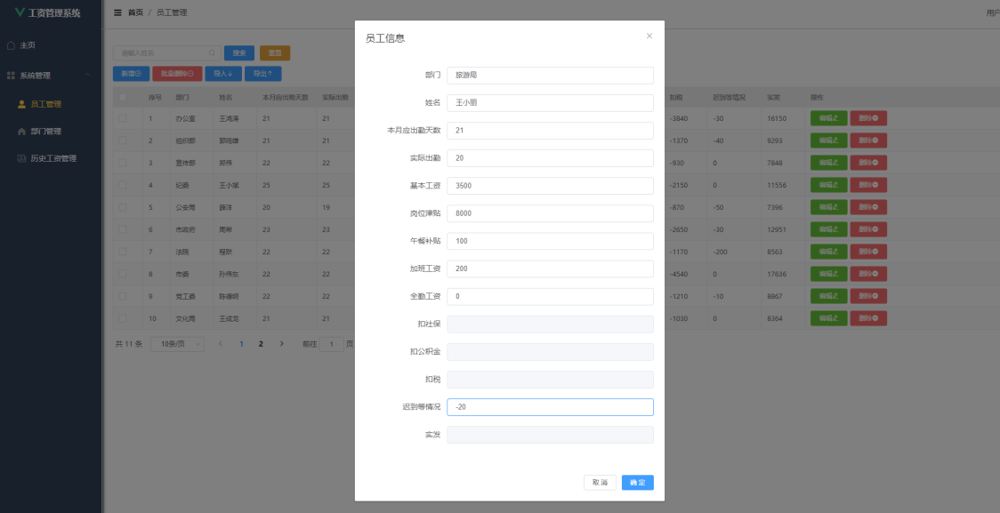 工资管理系统
首页 / 员工管理
用户
主页
系统管理
员工管理
部门管理
历史工资管理
请输入姓名 搜索 重置
新增 批量删除 导入 导出
序号 部门 姓名 本月应出勤天数 实际出勤 扣税 迟到等情况 实发 操作
1 办公室 王鸿涛 21 21 -3840 -30 16150 编辑 删除
2 组织部 郭晓雄 21 21 -1370 -40 9293 编辑 删除
3 宣传部 郑伟 22 22 -930 0 7848 编辑 删除
4 纪委 王小斌 25 25 -2150 0 11556 编辑 删除
5 公安局 薛洋 20 19 -870 -50 7396 编辑 删除
6 市政府 23 23 -2650 -30 12951 编辑 删除
7 法院 程默 22 22 -1170 -200 8563 编辑 删除
8 市委 孙伟东 22 22 -4540 0 17636 编辑 删除
9 党工委 陈德明 22 22 -1210 -10 8867 编辑 删除
10 文化局 王成龙 21 21 -1030 0 8364 编辑 删除
共 11 条 10条/页 1 2 前往 1 页
员工信息
部门 旅游局
姓名 王小明
本月应出勤天数 21
实际出勤 20
基本工资 3500
岗位津贴 8000
午餐补贴 100
加班工资 200
全勤工资 0
扣社保
扣公积金
扣税
迟到等情况 -20
实发
取 消 确 定